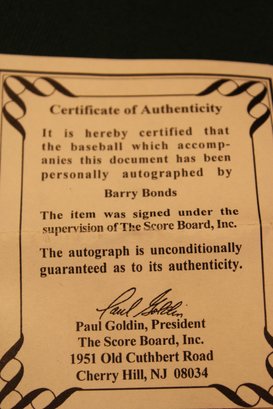 Certificate of Authenticity
It is hereby certified that
the baseball which accomp-
anies this document has been
personally autographed by
Barry Bonds
The item was signed under the
supervision of The Score Board, Inc.
The autograph is unconditionally
guaranteed as to its authenticity.
Paul Goldin
Paul Goldin, President
The Score Board, Inc.
1951 Old Cuthbert Road
Cherry Hill, NJ 08034